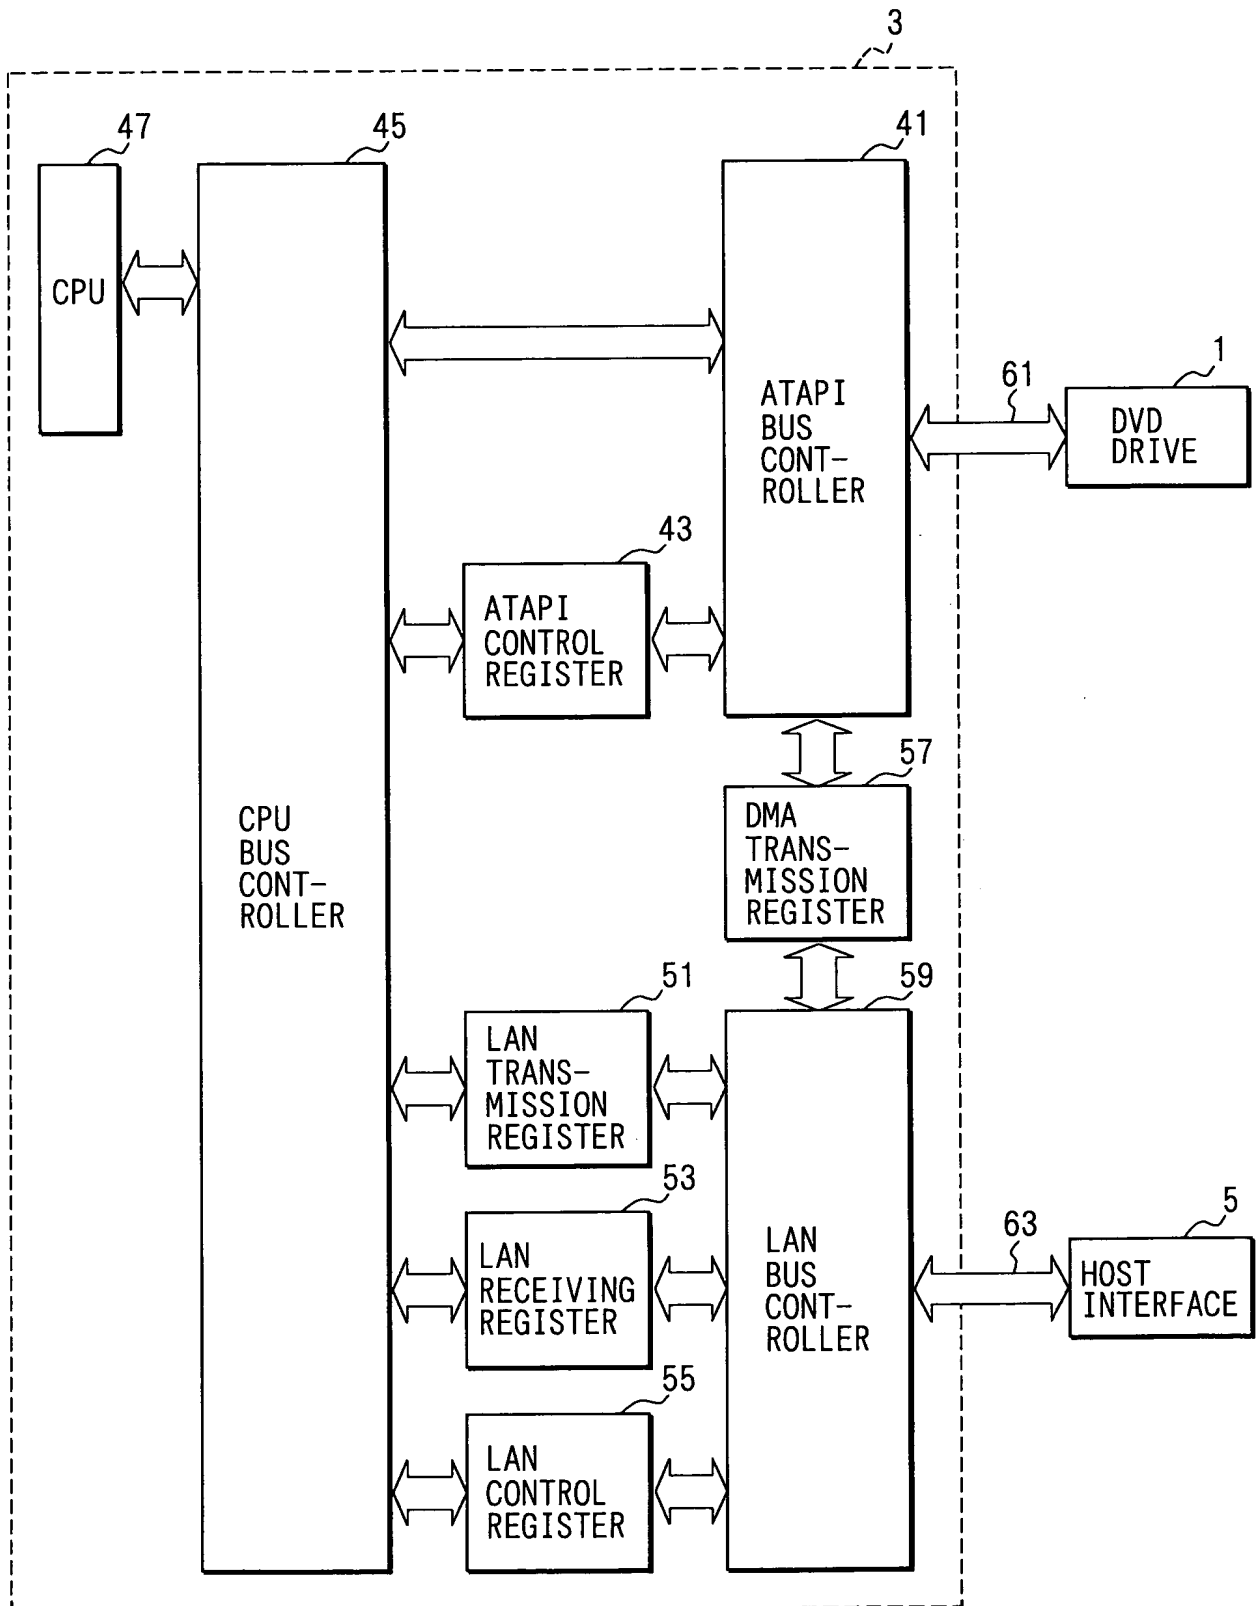 3
47
45
41
CPU
61
1
ATAPI
BUS
CONT-
ROLLER
DVD
DRIVE
43
ATAPI
CONTROL
REGISTER
57
CPU
BUS
CONT-
ROLLER
DMA
TRANS-
MISSION
REGISTER
51
59
LAN
TRANS-
MISSION
REGISTER
53
LAN
RECEIVING
REGISTER
LAN
BUS
CONT-
ROLLER
63
5
HOST
INTERFACE
55
LAN
CONTROL
REGISTER